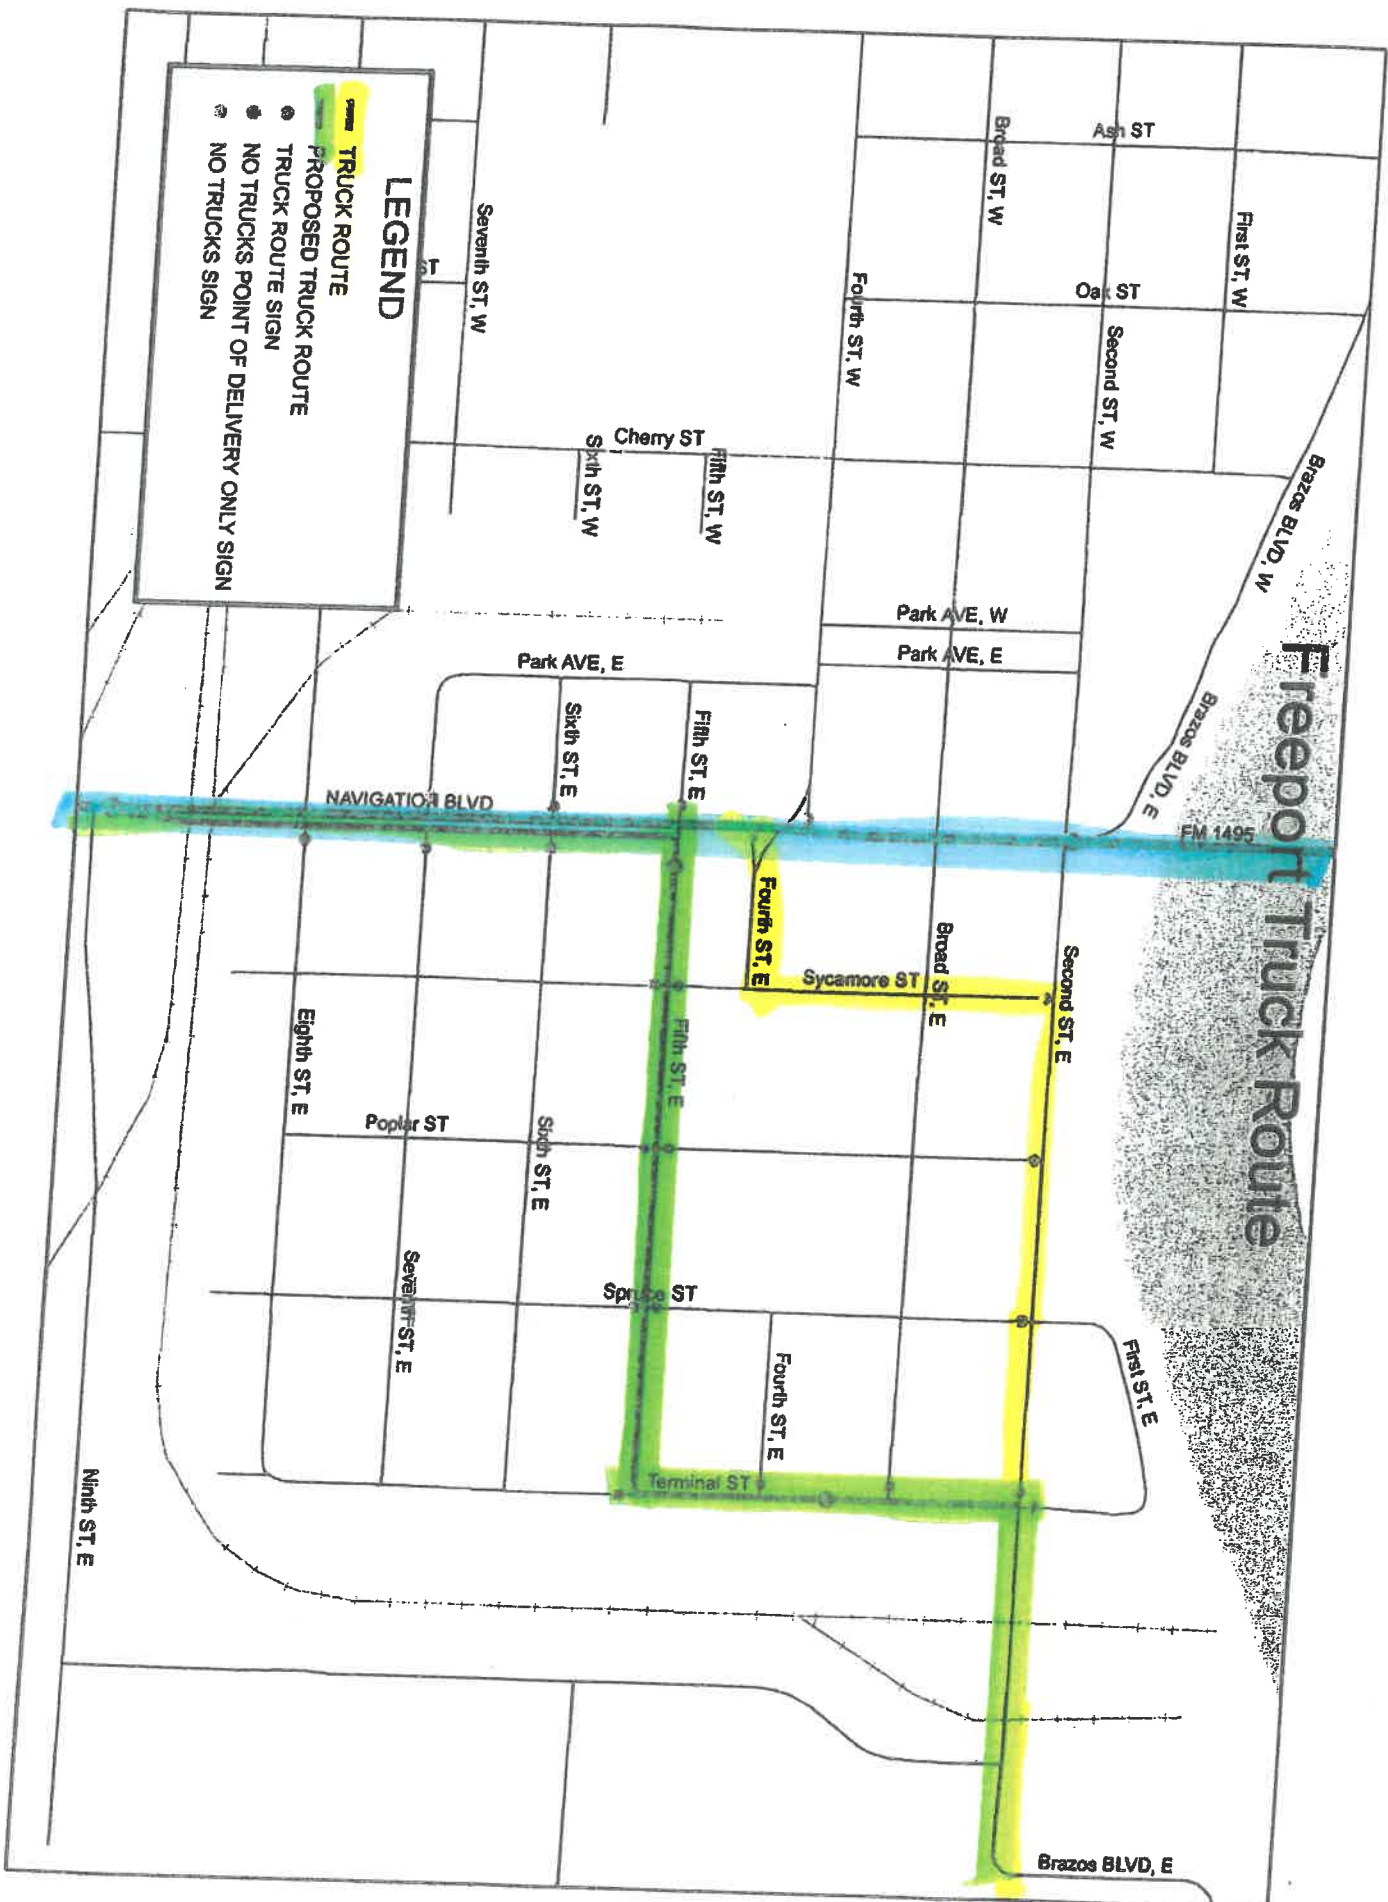 Freeport Truck Route
LEGEND
TRUCK ROUTE
PROPOSED TRUCK ROUTE
TRUCK ROUTE SIGN
NO TRUCKS POINT OF DELIVERY ONLY SIGN
NO TRUCKS SIGN
Ash ST
Broad ST, W
First ST, W
Oak ST
Second ST, W
Fourth ST, W
Seventh ST, W
ST
Cherry ST
Sixth ST, W
Fifth ST, W
Brazos BLVD, W
Park AVE, W
Park AVE, E
Park AVE, E
Brazos BLVD, E
Sixth ST, E
Fifth ST, E
NAVIGATION BLVD
FM 1495
Fourth ST, E
Sycamore ST
Broad ST, E
Second ST, E
Eighth ST, E
Fifth ST, E
Poplar ST
Sixth ST, E
Seventh ST, E
Spruce ST
Fourth ST, E
First ST, E
Terminal ST
Ninth ST, E
Brazos BLVD, E